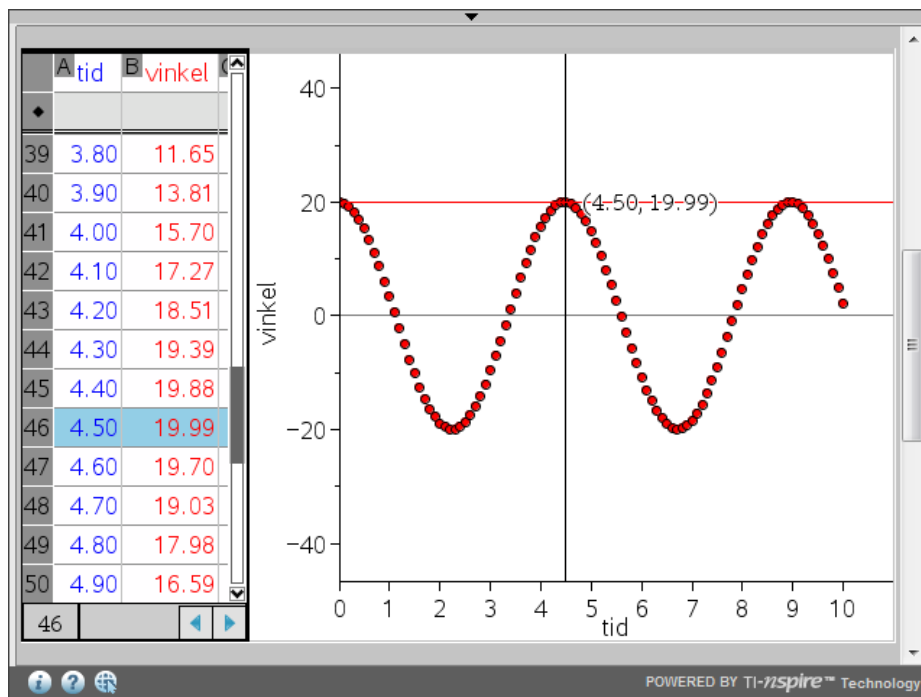 A tid B vinkel
◆
39 3.80 11.65
40 3.90 13.81
41 4.00 15.70
42 4.10 17.27
43 4.20 18.51
44 4.30 19.39
45 4.40 19.88
46 4.50 19.99
47 4.60 19.70
48 4.70 19.03
49 4.80 17.98
50 4.90 16.59
46
40
20
0
−20
−40
vinkel
(4.50, 19.99)
0 1 2 3 4 5 6 7 8 9 10
tid
POWERED BY TI-nspire™ Technology